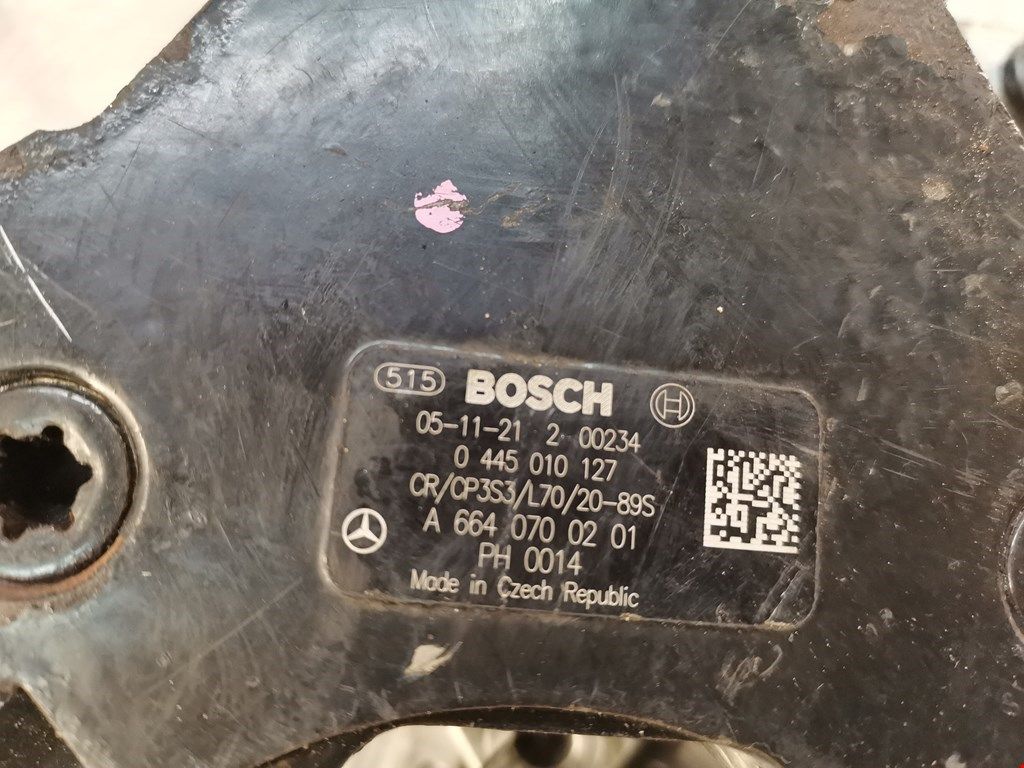 515 BOSCH
05-11-21 2 00234
0 445 010 127
CR/CP3S3/L70/20-89S
A 664 070 02 01
PH 0014
Made in Czech Republic